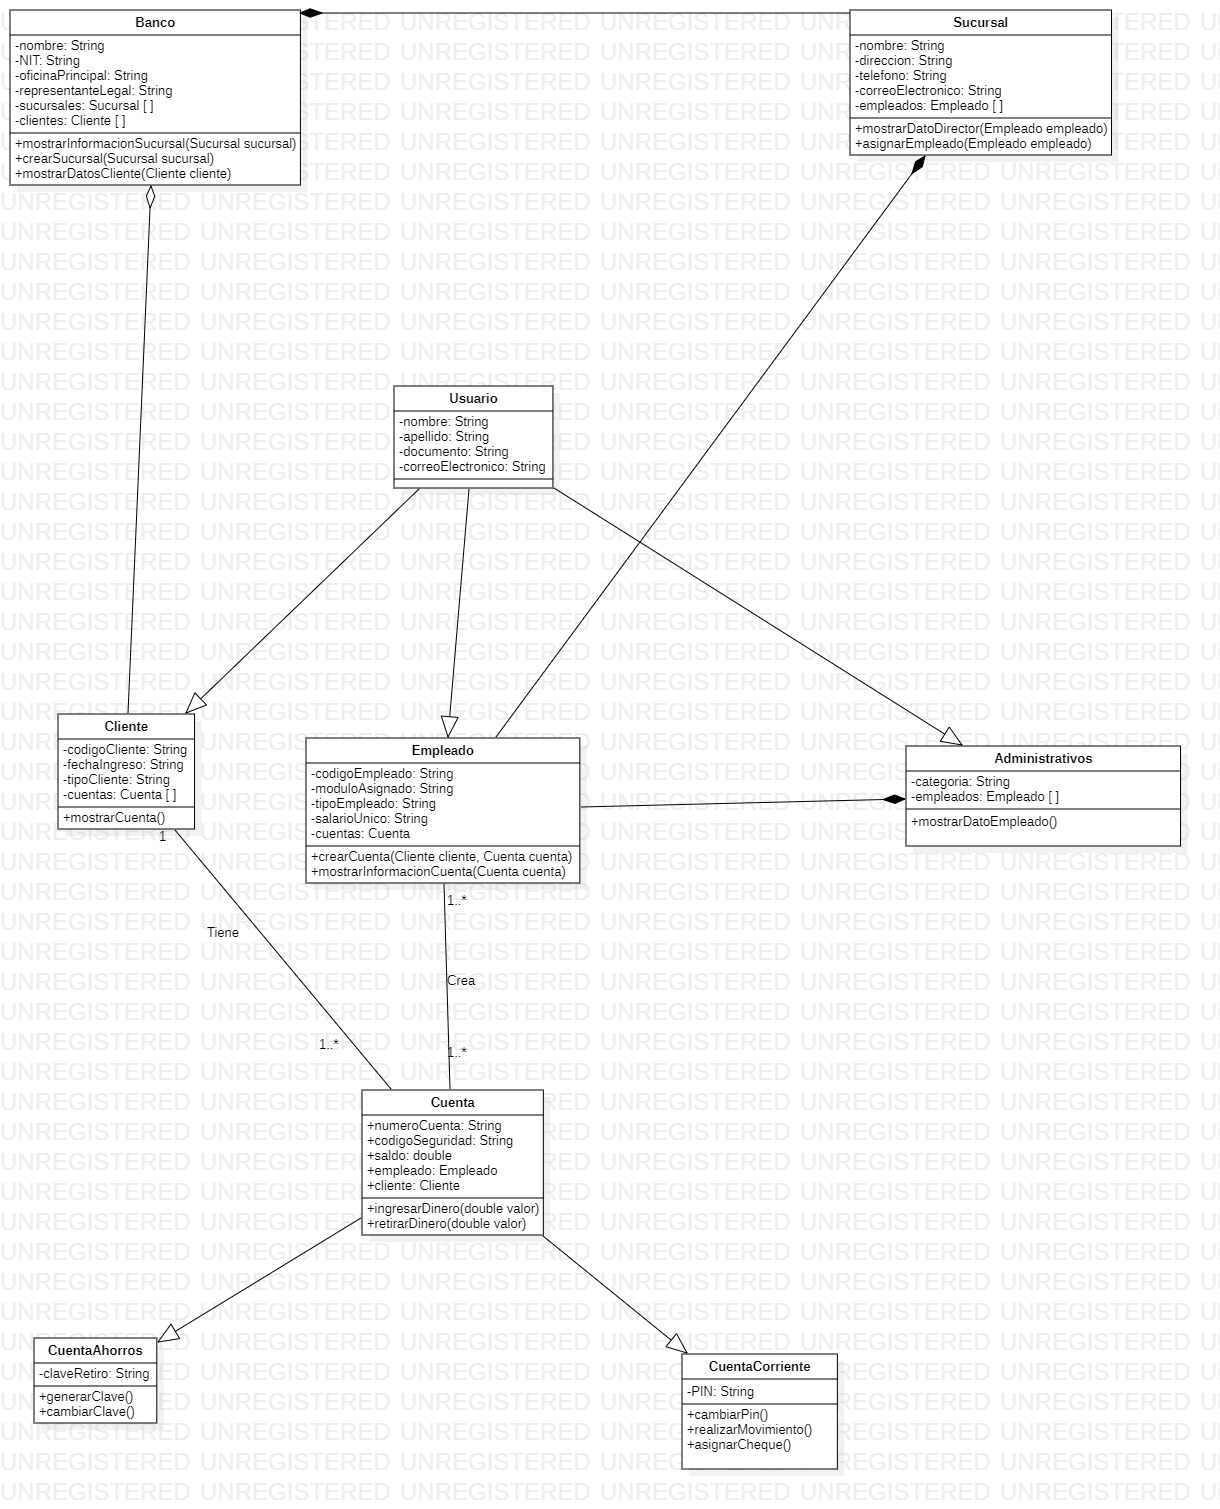 Banco
-nombre: String
-NIT: String
-oficinaPrincipal: String
-representanteLegal: String
-sucursales: Sucursal [ ]
-clientes: Cliente [ ]
+mostrarInformacionSucursal(Sucursal sucursal)
+crearSucursal(Sucursal sucursal)
+mostrarDatosCliente(Cliente cliente)
Sucursal
-nombre: String
-direccion: String
-telefono: String
-correoElectronico: String
-empleados: Empleado [ ]
+mostrarDatoDirector(Empleado empleado)
+asignarEmpleado(Empleado empleado)
Usuario
-nombre: String
-apellido: String
-documento: String
-correoElectronico: String
Cliente
-codigoCliente: String
-fechaIngreso: String
-tipoCliente: String
-cuentas: Cuenta [ ]
+mostrarCuenta()
Empleado
-codigoEmpleado: String
-moduloAsignado: String
-tipoEmpleado: String
-salarioUnico: String
-cuentas: Cuenta
+crearCuenta(Cliente cliente, Cuenta cuenta)
+mostrarInformacionCuenta(Cuenta cuenta)
Administrativos
-categoria: String
-empleados: Empleado [ ]
+mostrarDatoEmpleado()
1
Tiene
1..*
1..*
Crea
1..*
Cuenta
+numeroCuenta: String
+codigoSeguridad: String
+saldo: double
+empleado: Empleado
+cliente: Cliente
+ingresarDinero(double valor)
+retirarDinero(double valor)
CuentaAhorros
-claveRetiro: String
+generarClave()
+cambiarClave()
CuentaCorriente
-PIN: String
+cambiarPin()
+realizarMovimiento()
+asignarCheque()
UNREGISTERED